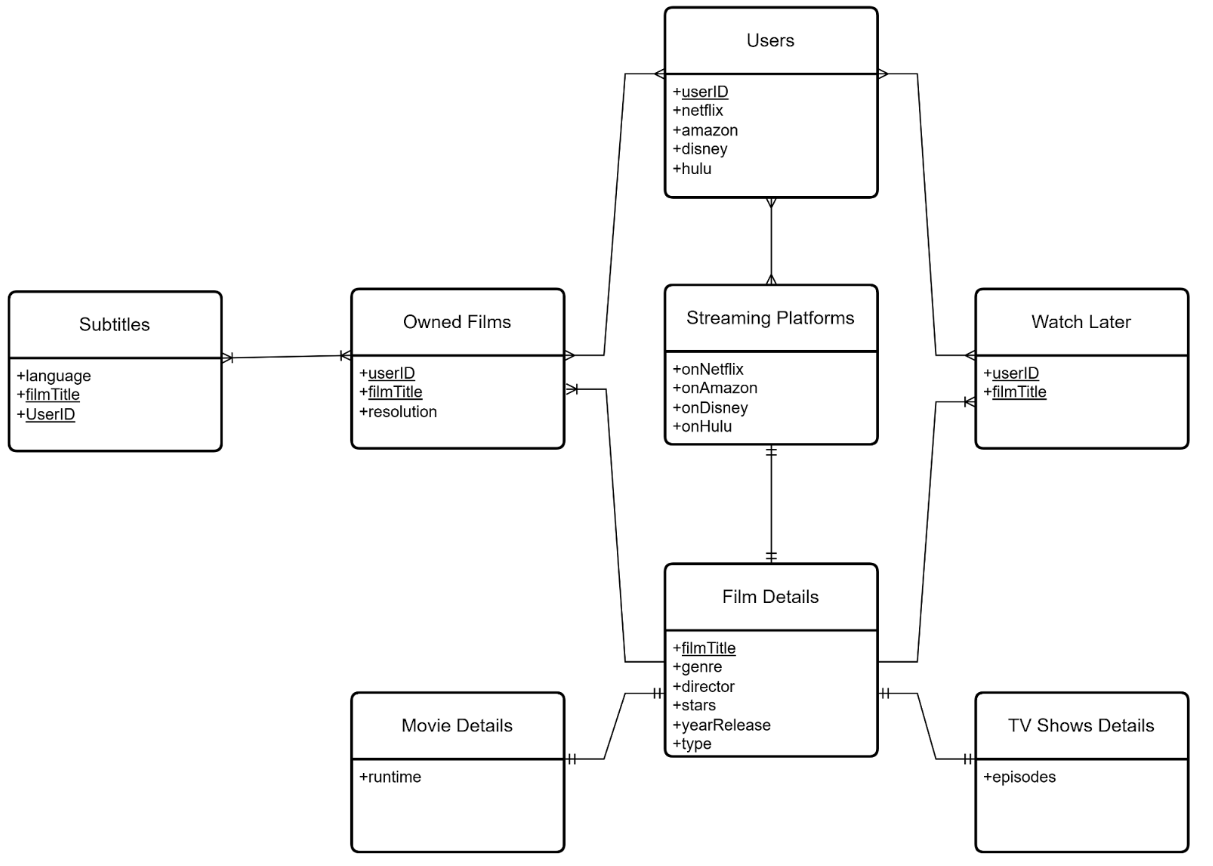 Users
+userID
+netflix
+amazon
+disney
+hulu
Subtitles
+language
+filmTitle
+UserID
Owned Films
+userID
+filmTitle
+resolution
Streaming Platforms
+onNetflix
+onAmazon
+onDisney
+onHulu
Watch Later
+userID
+filmTitle
Film Details
+filmTitle
+genre
+director
+stars
+yearRelease
+type
Movie Details
+runtime
TV Shows Details
+episodes